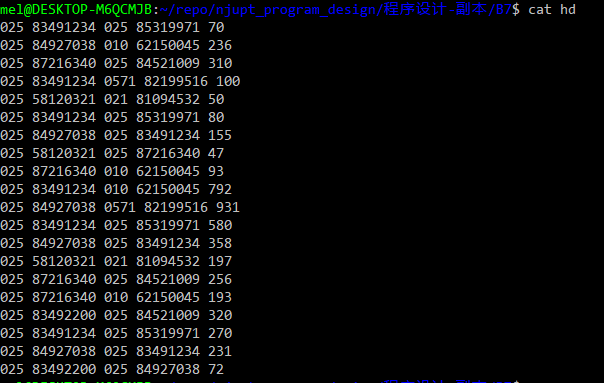 mel@DESKTOP-M6QCMJB:~/repo/njupt_program_design/程序设计-副本/B7$ cat hd
025 83491234 025 85319971 70
025 84927038 010 62150045 236
025 87216340 025 84521009 310
025 83491234 0571 82199516 100
025 58120321 021 81094532 50
025 83491234 025 85319971 80
025 84927038 025 83491234 155
025 58120321 025 87216340 47
025 87216340 010 62150045 93
025 83491234 010 62150045 792
025 84927038 0571 82199516 931
025 83491234 025 85319971 580
025 84927038 025 83491234 358
025 58120321 021 81094532 197
025 87216340 025 84521009 256
025 87216340 010 62150045 193
025 83492200 025 84521009 320
025 83491234 025 85319971 270
025 84927038 025 83491234 231
025 83492200 025 84927038 72